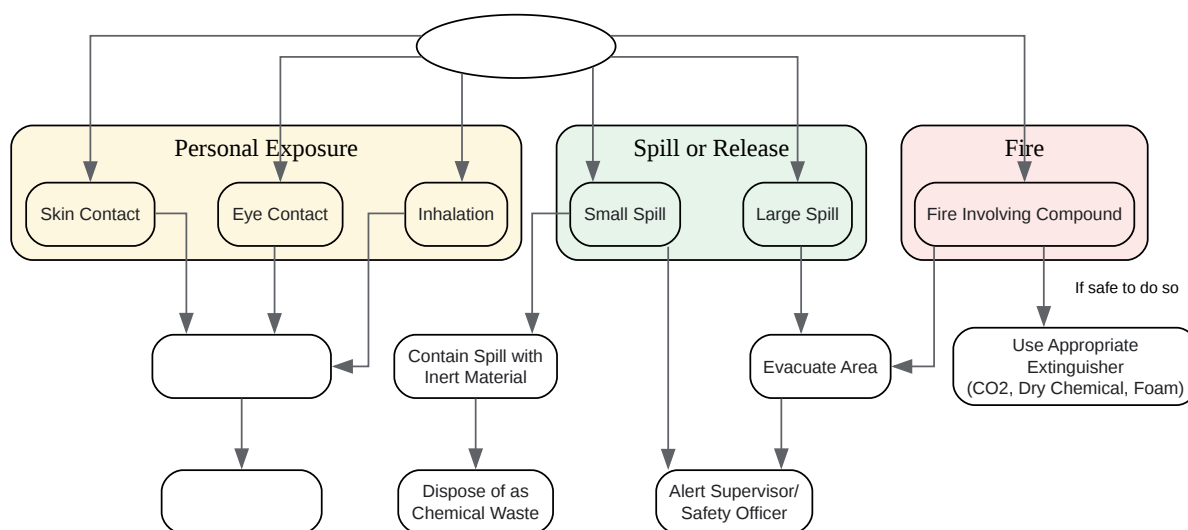 Personal Exposure
Spill or Release
Fire
Skin Contact
Eye Contact
Inhalation
Small Spill
Large Spill
Fire Involving Compound
If safe to do so
Contain Spill with
Inert Material
Evacuate Area
Use Appropriate
Extinguisher
(CO2, Dry Chemical, Foam)
Dispose of as
Chemical Waste
Alert Supervisor/
Safety Officer